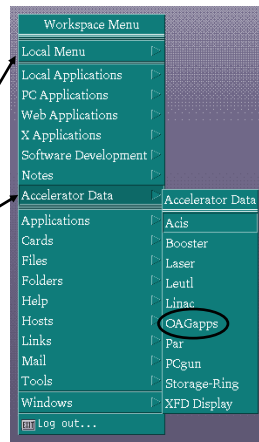 Workspace Menu
Local Menu
Local Applications
PC Applications
Web Applications
X Applications
Software Development
Notes
Accelerator Data
Applications
Cards
Files
Folders
Help
Hosts
Links
Mail
Tools
Windows
Log out...
Accelerator Data
Acis
Booster
Laser
Leutl
Linac
OAGapps
Par
PCgun
Storage-Ring
XFD Display